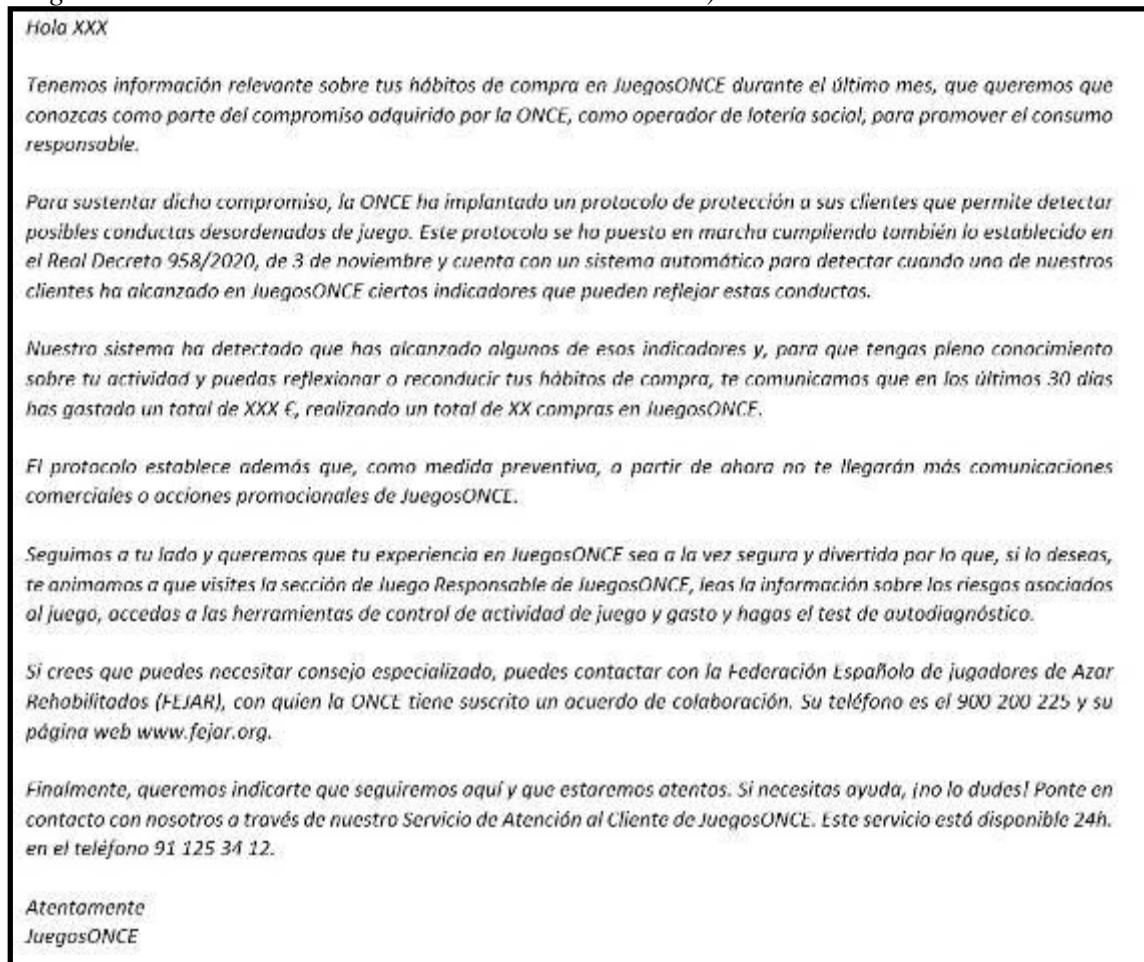 Hola XXX
Tenemos información relevante sobre tus hábitos de compra en JuegosONCE durante el último mes, que queremos que
conozcas como parte del compromiso adquirido por la ONCE, como operador de lotería social, para promover el consumo
responsable.
Para sustentar dicho compromiso, la ONCE ha implantado un protocolo de protección a sus clientes que permite detectar
posibles conductas desordenadas de juego. Este protocolo se ha puesto en marcha cumpliendo también lo establecido en
el Real Decreto 958/2020, de 3 de noviembre y cuenta con un sistema automático para detectar cuando uno de nuestros
clientes ha alcanzado en JuegosONCE ciertos indicadores que pueden reflejar estas conductas.
Nuestro sistema ha detectado que has alcanzado algunos de esos indicadores y, para que tengas pleno conocimiento
sobre tu actividad y puedas reflexionar o reconducir tus hábitos de compra, te comunicamos que en los últimos 30 días
has gastado un total de XXX €, realizando un total de XX compras en JuegosONCE.
El protocolo establece además que, como medida preventiva, a partir de ahora no te llegarán más comunicaciones
comerciales o acciones promocionales de JuegosONCE.
Seguimos a tu lado y queremos que tu experiencia en JuegosONCE sea a la vez segura y divertida por lo que, si lo deseas,
te animamos a que visites la sección de Juego Responsable de JuegosONCE, leas la información sobre los riesgos asociados
al juego, accedas a las herramientas de control de actividad de juego y gasto y hagas el test de autodiagnóstico.
Si crees que puedes necesitar consejo especializado, puedes contactar con la Federación Española de jugadores de Azar
Rehabilitados (FEJAR), con quien la ONCE tiene suscrito un acuerdo de colaboración. Su teléfono es el 900 200 225 y su
página web www.fejar.org.
Finalmente, queremos indicarte que seguiremos aquí y que estaremos atentos. Si necesitas ayuda, ¡no lo dudes! Ponte en
contacto con nosotros a través de nuestro Servicio de Atención al Cliente de JuegosONCE. Este servicio está disponible 24h.
en el teléfono 91 125 34 12.
Atentamente
JuegosONCE